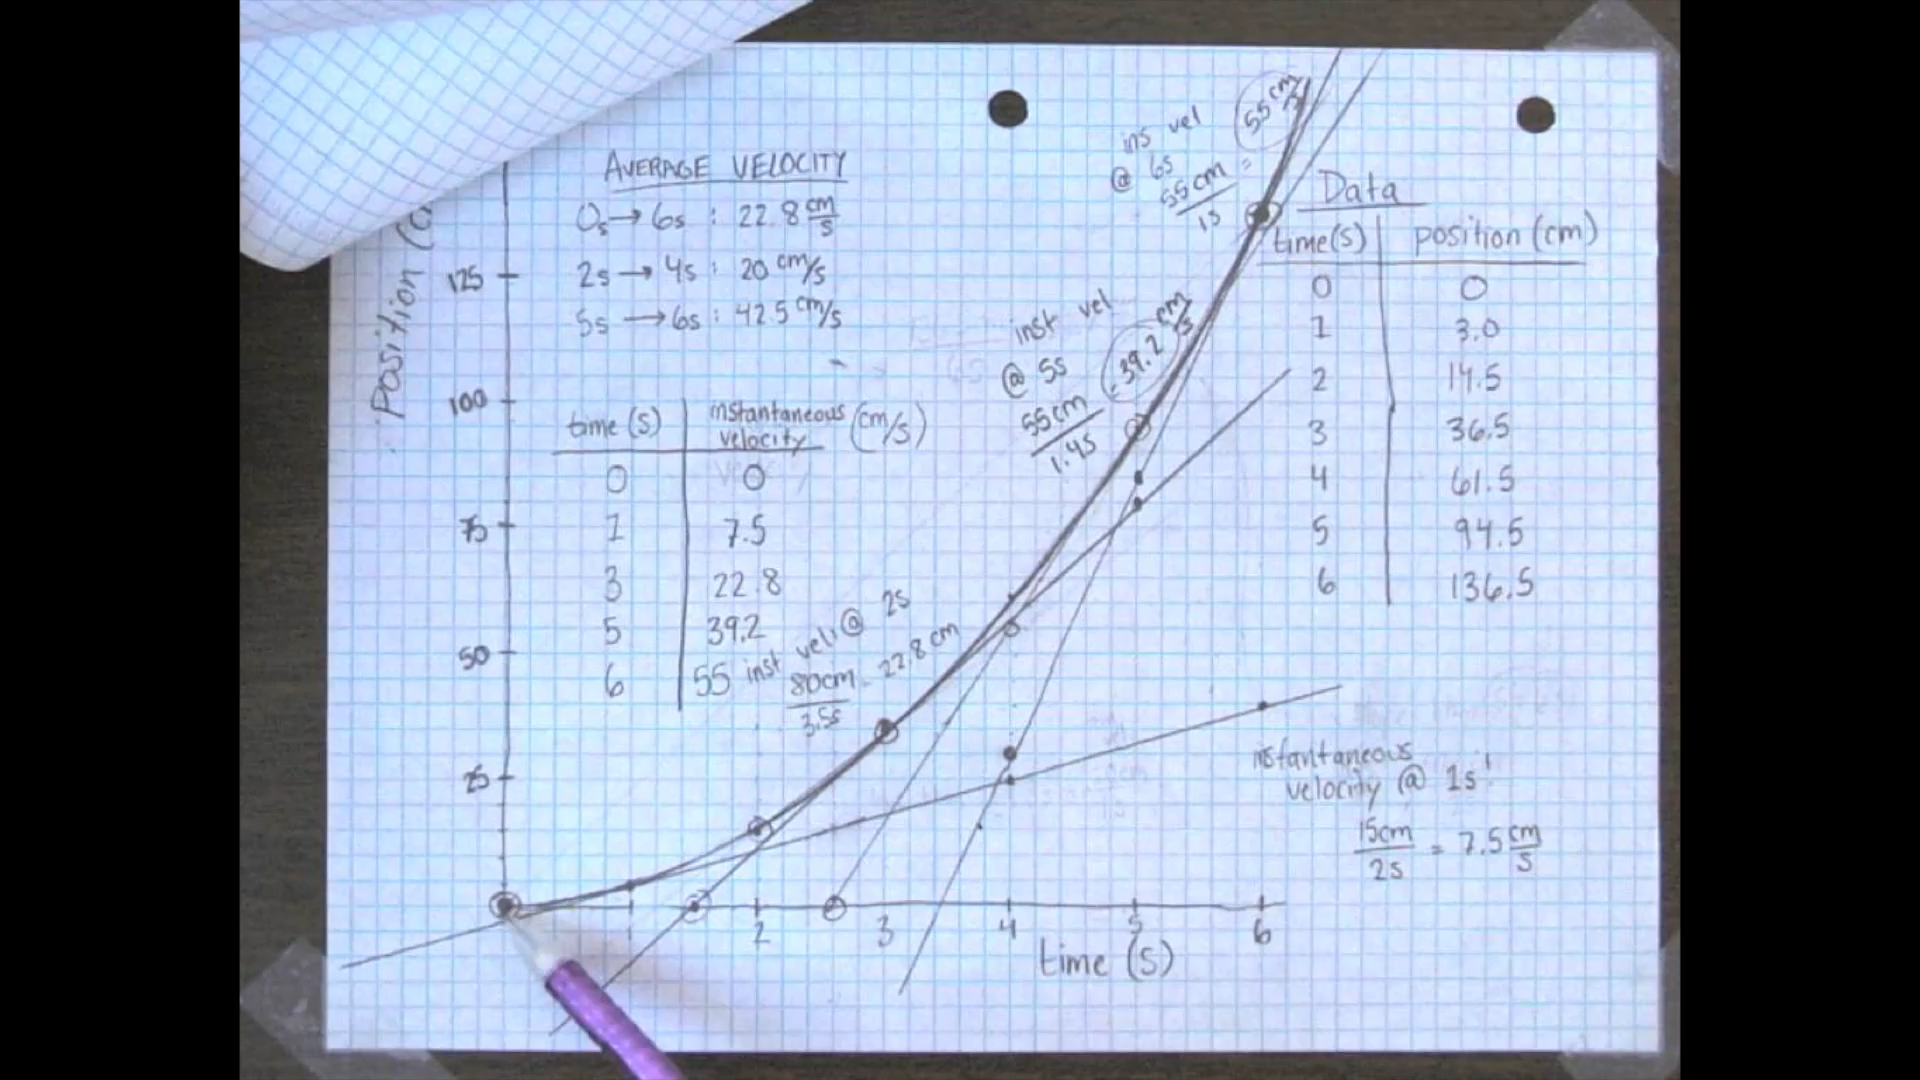 Position (c
125
100
75
50
25
1
2
3
4
5
6
time (s)
AVERAGE VELOCITY
0s → 6s : 22.8 cm/s
2s → 4s : 20 cm/s
5s → 6s : 42.5 cm/s
time (s) instantaneous velocity (cm/s)
0 0
1 7.5
3 22.8
5 39.2
6 55
inst vel @ 2s
80cm = 22.8 cm
3.5s
inst vel
@ 5s
55cm = 39.2 cm/s
1.4s
ins vel
@ 6s
55cm = 55 cm/s
1s
Data
time(s) position (cm)
0 0
1 3.0
2 14.5
3 36.5
4 61.5
5 94.5
6 136.5
instantaneous
velocity @ 1s!
15cm = 7.5 cm
2s s